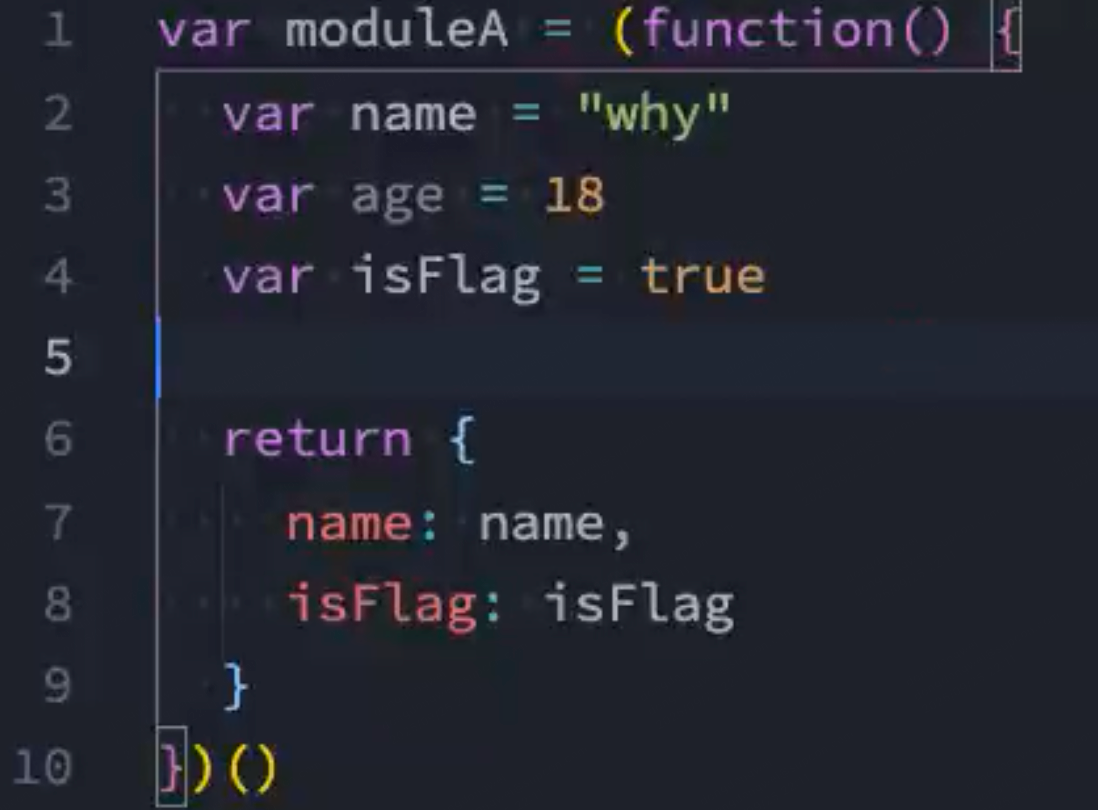 1 var moduleA = (function() {
2   var name = "why"
3   var age = 18
4   var isFlag = true
5
6   return {
7     name: name,
8     isFlag: isFlag
9   }
10 })()